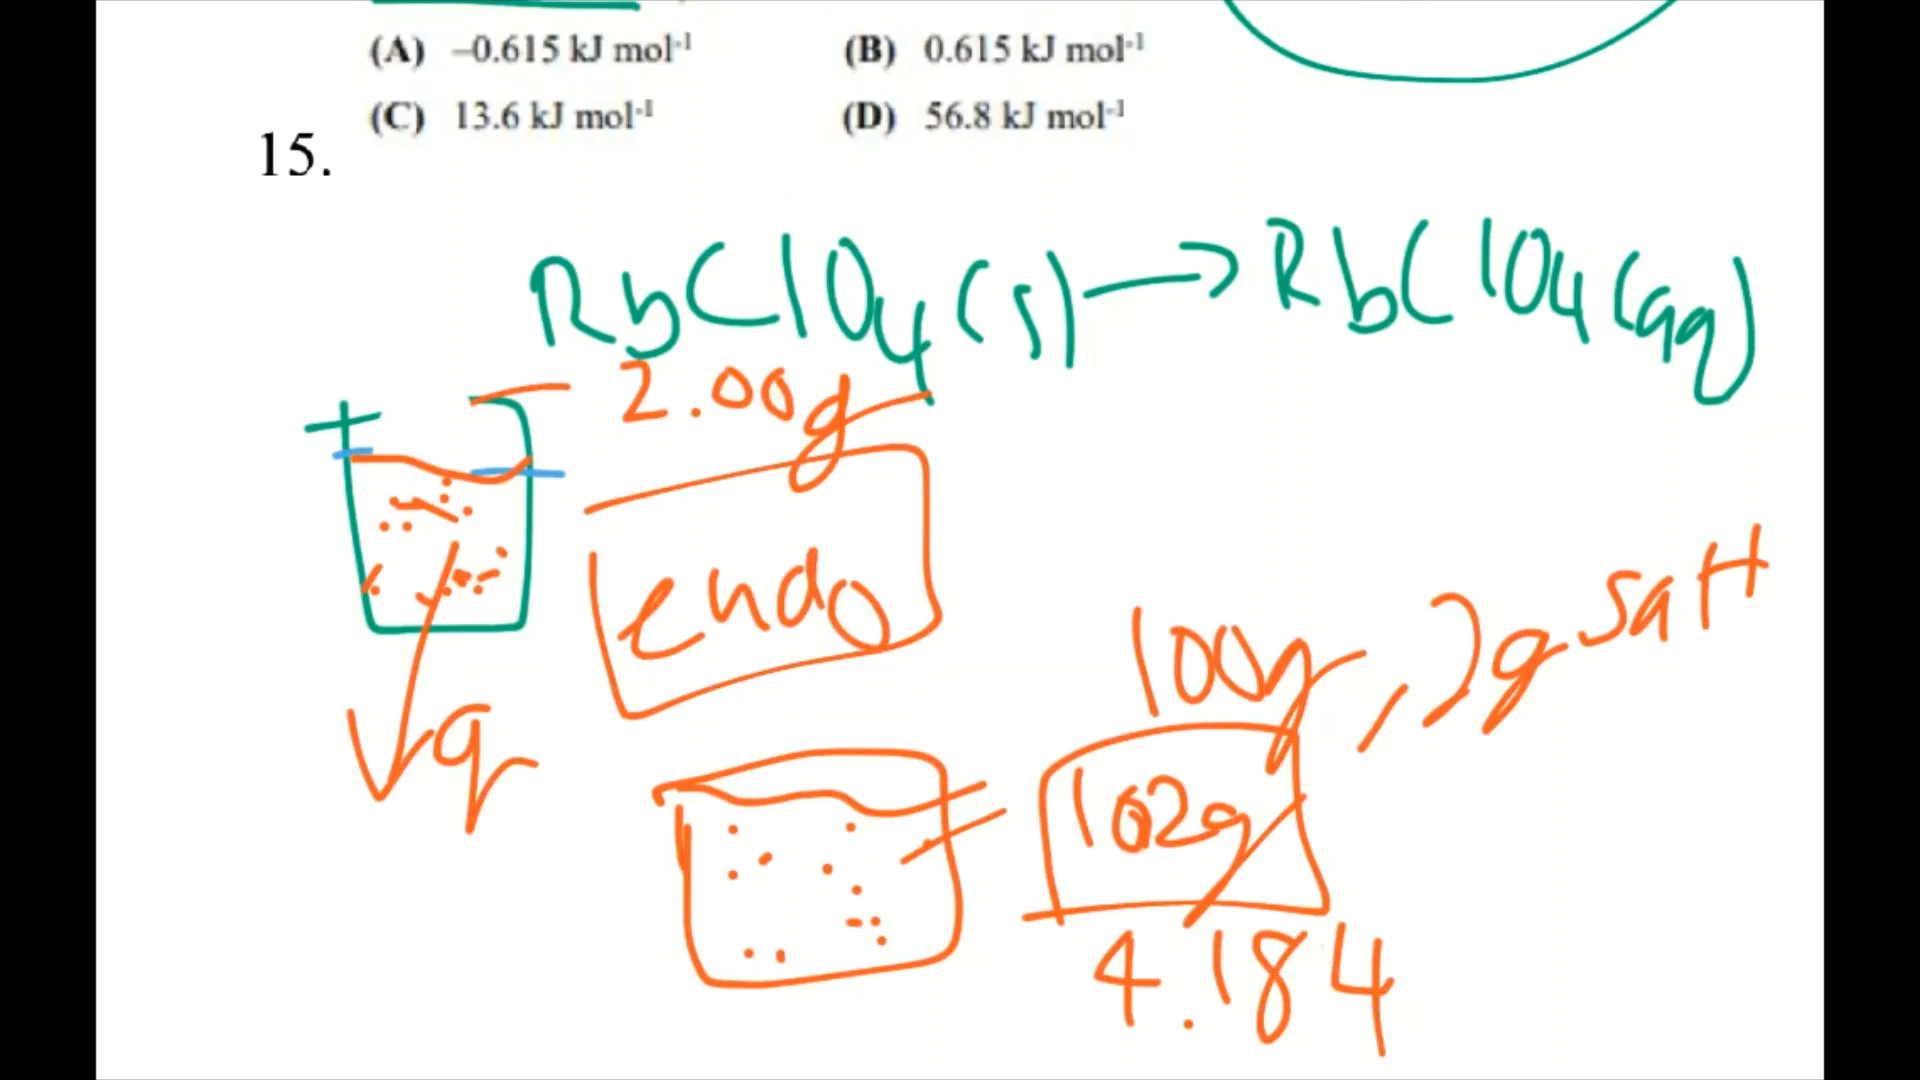 (A) –0.615 kJ mol⁻¹ (B) 0.615 kJ mol⁻¹
(C) 13.6 kJ mol⁻¹ (D) 56.8 kJ mol⁻¹
15.
RbClO₄(s) → RbClO₄(aq)
2.00g
endo
100g, 2g salt
q
102g
4.184